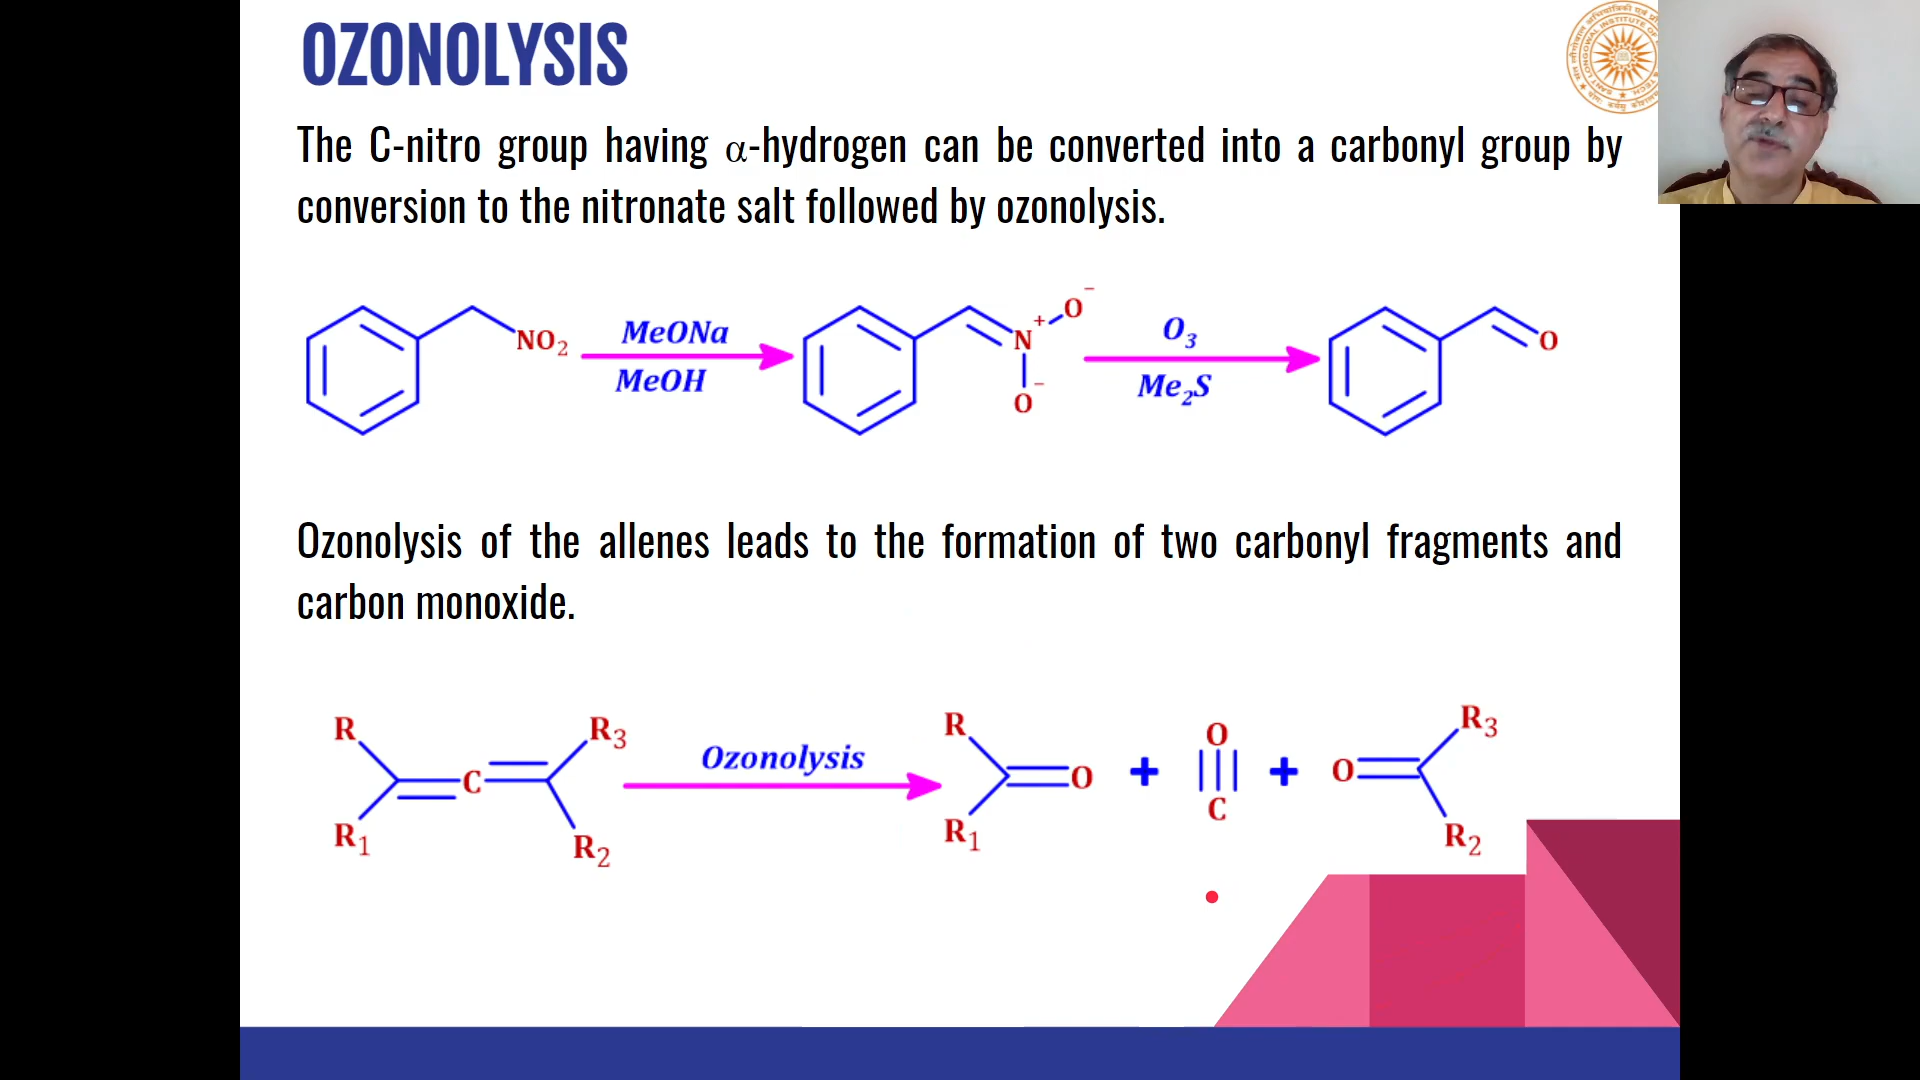 OZONOLYSIS
The C-nitro group having α-hydrogen can be converted into a carbonyl group by
conversion to the nitronate salt followed by ozonolysis.
NO₂
MeONa
MeOH
N⁺
O⁻
O⁻
O₃
Me₂S
O
Ozonolysis of the allenes leads to the formation of two carbonyl fragments and
carbon monoxide.
R
R₁
C
R₃
R₂
Ozonolysis
R
R₁
O
+
O
C
+
O
R₃
R₂